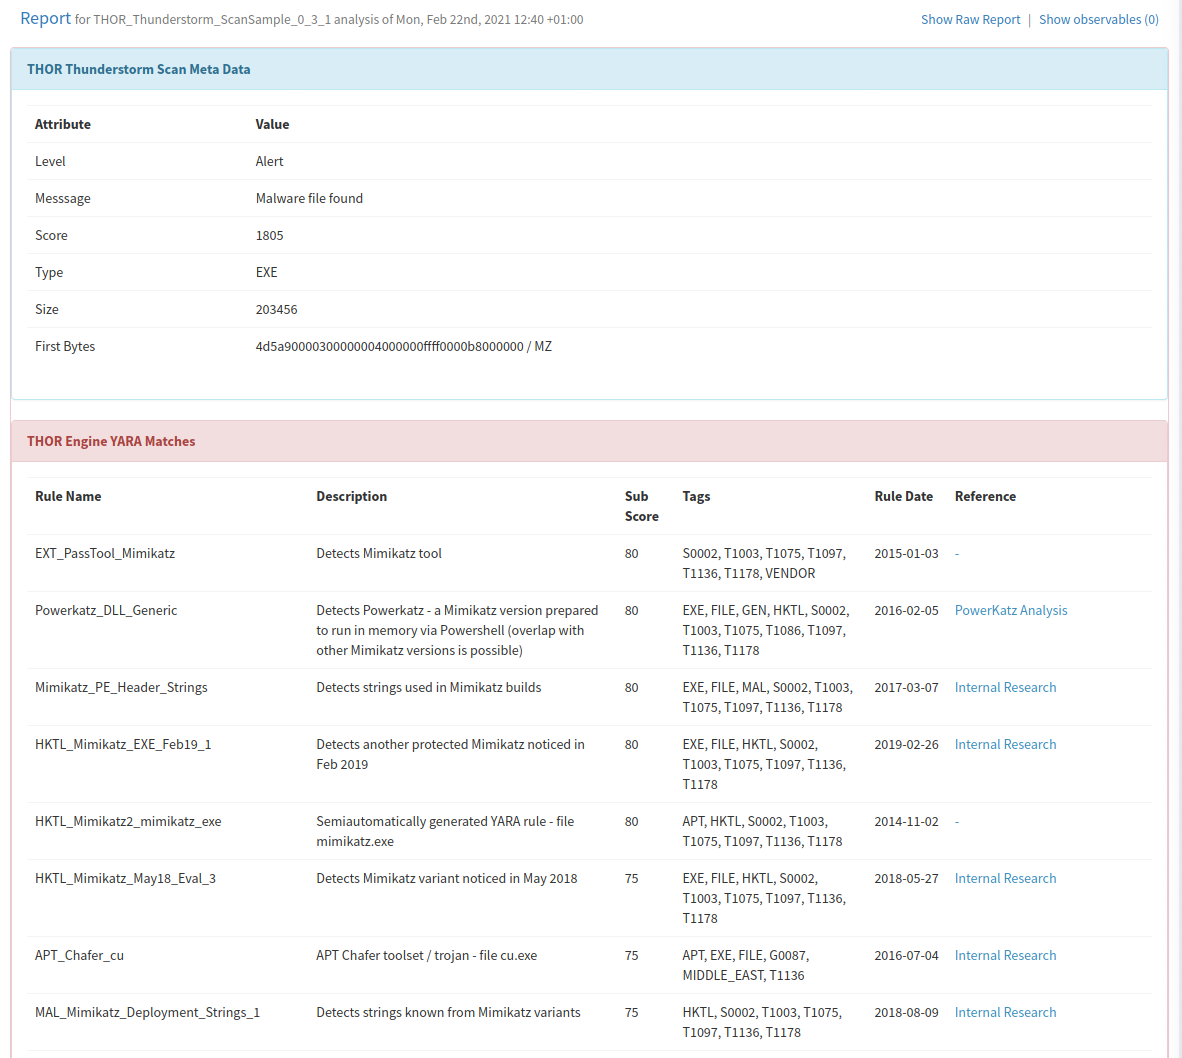 Report for THOR_Thunderstorm_ScanSample_0_3_1 analysis of Mon, Feb 22nd, 2021 12:40 +01:00 Show Raw Report | Show observables (0)
THOR Thunderstorm Scan Meta Data
Attribute Value
Level Alert
Messsage Malware file found
Score 1805
Type EXE
Size 203456
First Bytes 4d5a90000300000004000000ffff0000b8000000 / MZ
THOR Engine YARA Matches
Rule Name Description Sub Score Tags Rule Date Reference
EXT_PassTool_Mimikatz Detects Mimikatz tool 80 S0002, T1003, T1075, T1097, 2015-01-03 -
T1136, T1178, VENDOR
Powerkatz_DLL_Generic Detects Powerkatz - a Mimikatz version prepared 80 EXE, FILE, GEN, HKTL, S0002, 2016-02-05 PowerKatz Analysis
to run in memory via Powershell (overlap with T1003, T1075, T1086, T1097,
other Mimikatz versions is possible) T1136, T1178
Mimikatz_PE_Header_Strings Detects strings used in Mimikatz builds 80 EXE, FILE, MAL, S0002, T1003, 2017-03-07 Internal Research
T1075, T1097, T1136, T1178
HKTL_Mimikatz_EXE_Feb19_1 Detects another protected Mimikatz noticed in 80 EXE, FILE, HKTL, S0002, 2019-02-26 Internal Research
Feb 2019 T1003, T1075, T1097, T1136,
T1178
HKTL_Mimikatz2_mimikatz_exe Semiautomatically generated YARA rule - file 80 APT, HKTL, S0002, T1003, 2014-11-02 -
mimikatz.exe T1075, T1097, T1136, T1178
HKTL_Mimikatz_May18_Eval_3 Detects Mimikatz variant noticed in May 2018 75 EXE, FILE, HKTL, S0002, 2018-05-27 Internal Research
T1003, T1075, T1097, T1136,
T1178
APT_Chafer_cu APT Chafer toolset / trojan - file cu.exe 75 APT, EXE, FILE, G0087, 2016-07-04 Internal Research
MIDDLE_EAST, T1136
MAL_Mimikatz_Deployment_Strings_1 Detects strings known from Mimikatz variants 75 HKTL, S0002, T1003, T1075, 2018-08-09 Internal Research
T1097, T1136, T1178